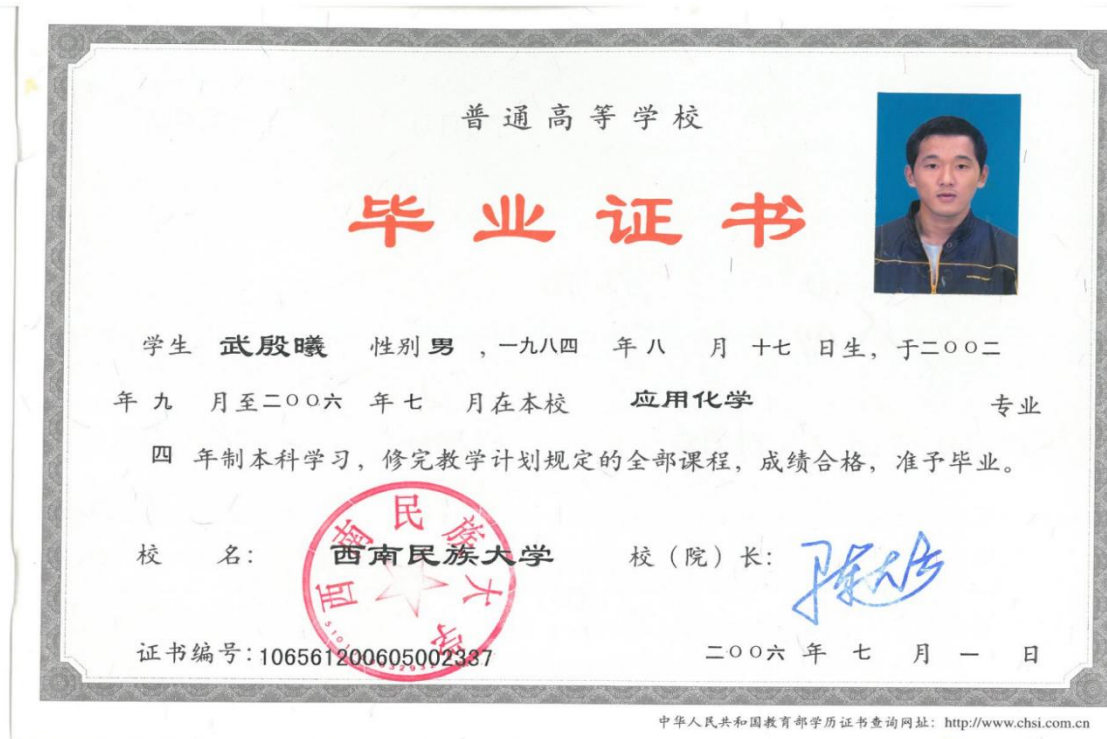 普通高等学校
毕业证书
学生 武殷曦 性别 男 ，一九八四 年 八 月 十七 日生，于二〇〇二
年 九 月至二〇〇六 年 七 月在本校 应用化学 专业
四 年制本科学习，修完教学计划规定的全部课程，成绩合格，准予毕业。
西南民族大学
校 名： 西南民族大学 校（院）长：
证书编号：106561200605002337 二〇〇六 年 七 月 一 日
中华人民共和国教育部学历证书查询网址：http://www.chsi.com.cn